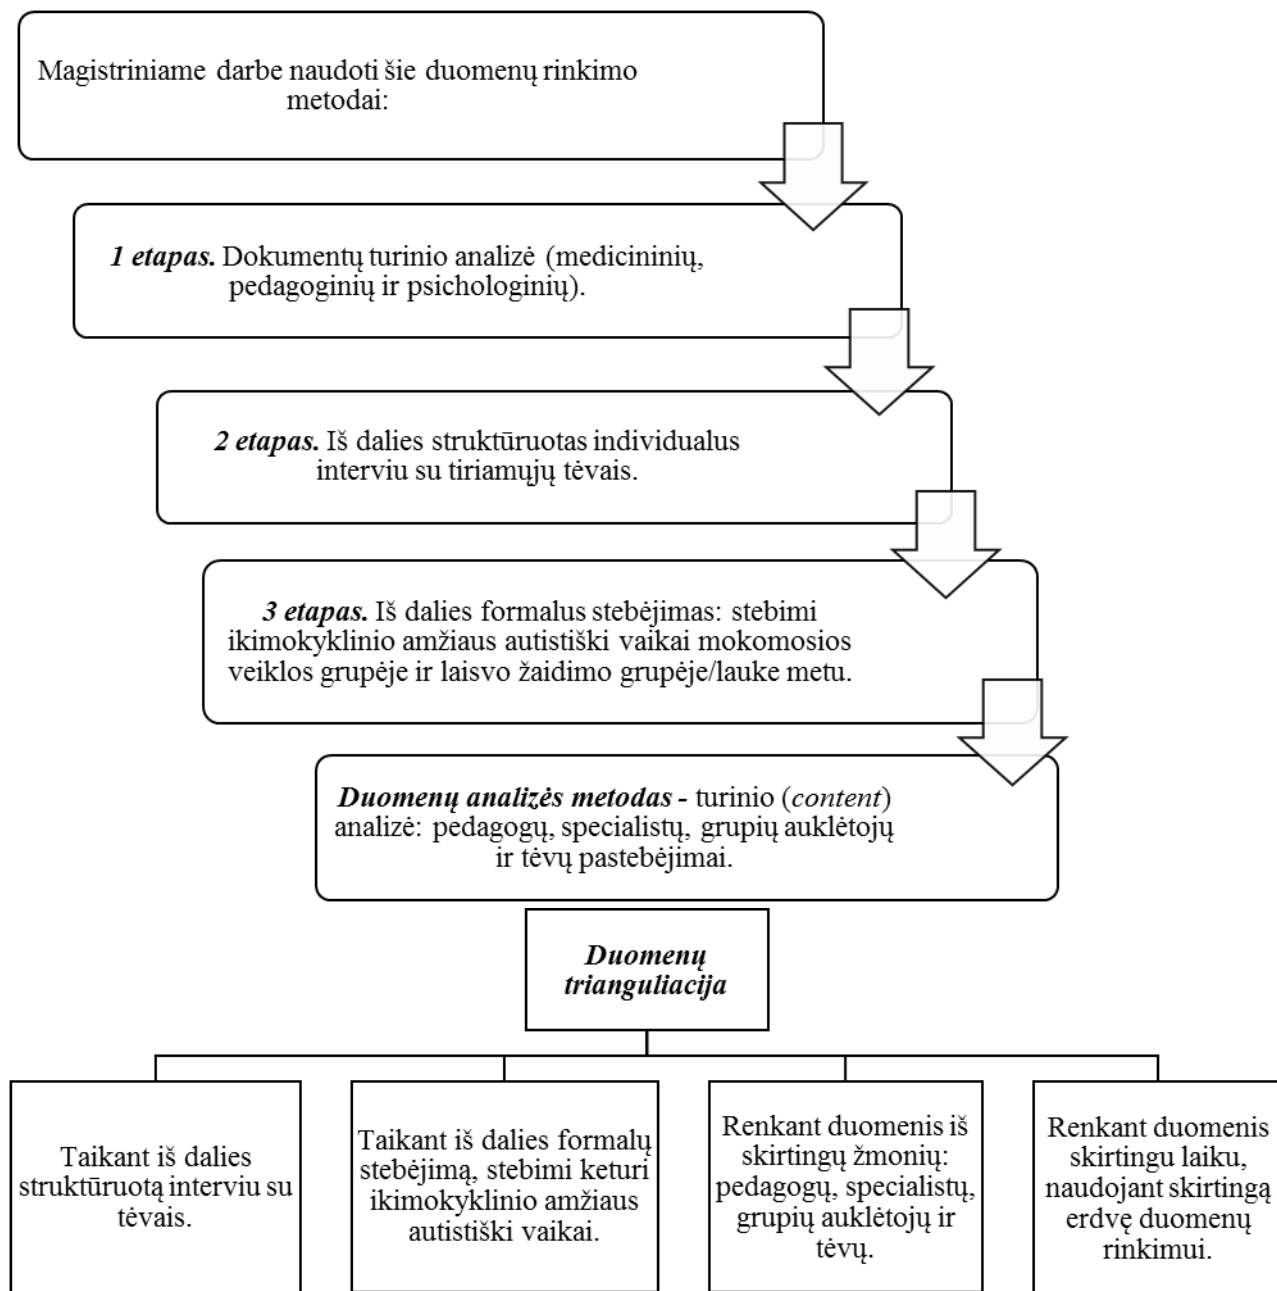 Magistriniame darbe naudoti šie duomenų rinkimo
metodai:
1 etapas. Dokumentų turinio analizė (medicininių,
pedagoginių ir psichologinių).
2 etapas. Iš dalies struktūruotas individualus
interviu su tiriamųjų tėvais.
3 etapas. Iš dalies formalus stebėjimas: stebimi
ikimokyklinio amžiaus autistiški vaikai mokomosios
veiklos grupėje ir laisvo žaidimo grupėje/lauke metu.
Duomenų analizės metodas - turinio (content)
analizė: pedagogų, specialistų, grupių auklėtojų
ir tėvų pastebėjimai.
Duomenų
trianguliacija
Taikant iš dalies
struktūruotą interviu su
tėvais.
Taikant iš dalies formalų
stebėjimą, stebimi keturi
ikimokyklinio amžiaus
autistiški vaikai.
Renkant duomenis iš
skirtingų žmonių:
pedagogų, specialistų,
grupių auklėtojų ir
tėvų.
Renkant duomenis
skirtingu laiku,
naudojant skirtingą
erdvę duomenų
rinkimui.